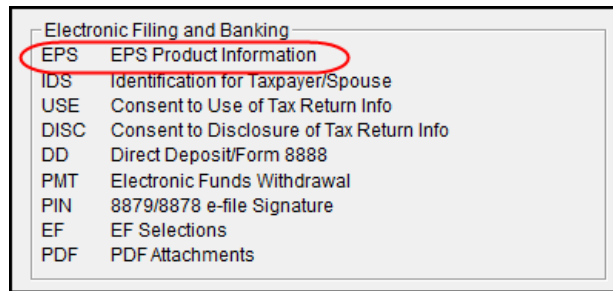 Electronic Filing and Banking
EPS EPS Product Information
IDS Identification for Taxpayer/Spouse
USE Consent to Use of Tax Return Info
DISC Consent to Disclosure of Tax Return Info
DD Direct Deposit/Form 8888
PMT Electronic Funds Withdrawal
PIN 8879/8878 e-file Signature
EF EF Selections
PDF PDF Attachments